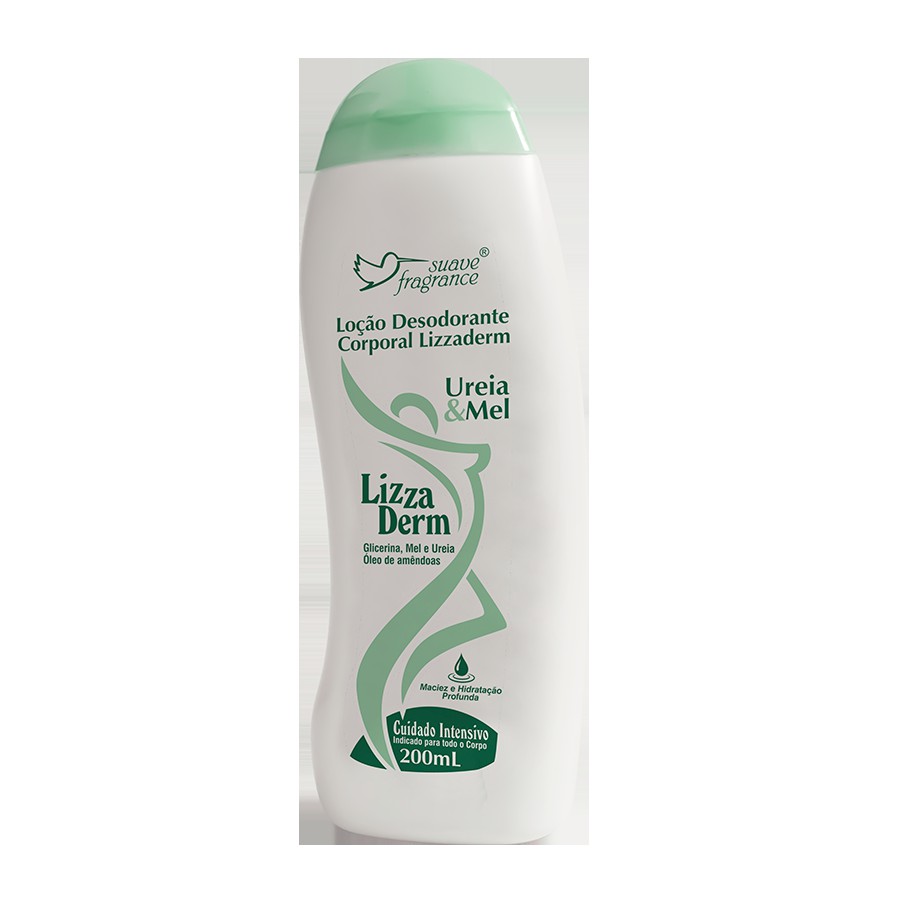 suave®
fragrance
Loção Desodorante
Corporal Lizzaderm
Ureia
&Mel
Lizza
Derm
Glicerina, Mel e Ureia
Óleo de amêndoas
Maciez e Hidratação
Profunda
Cuidado Intensivo
Indicado para todo o Corpo
200mL